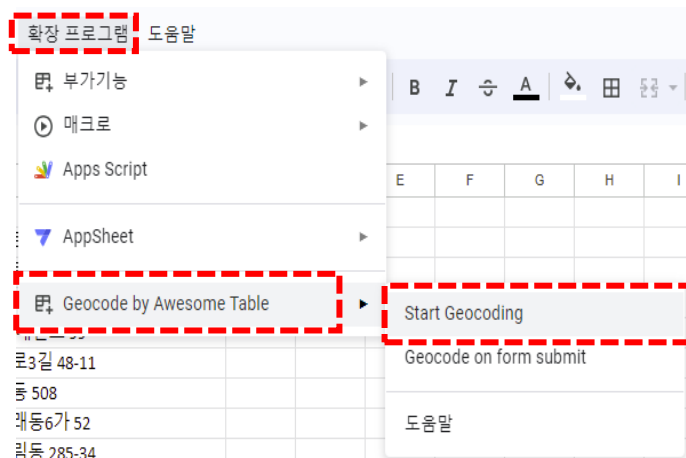 확장 프로그램 도움말
부가기능
매크로
B I S A
Apps Script
E F G H I
AppSheet
Geocode by Awesome Table
Start Geocoding
Geocode on form submit
로3길 48-11
동 508
래동6가 52
도움말
림동 285-34